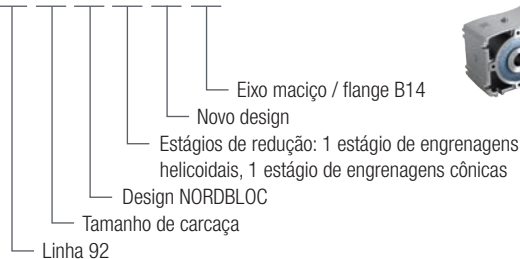 Eixo maciço / flange B14
Novo design
Estágios de redução: 1 estágio de engrenagens
helicoidais, 1 estágio de engrenagens cônicas
Design NORDBLOC
Tamanho de carcaça
Linha 92